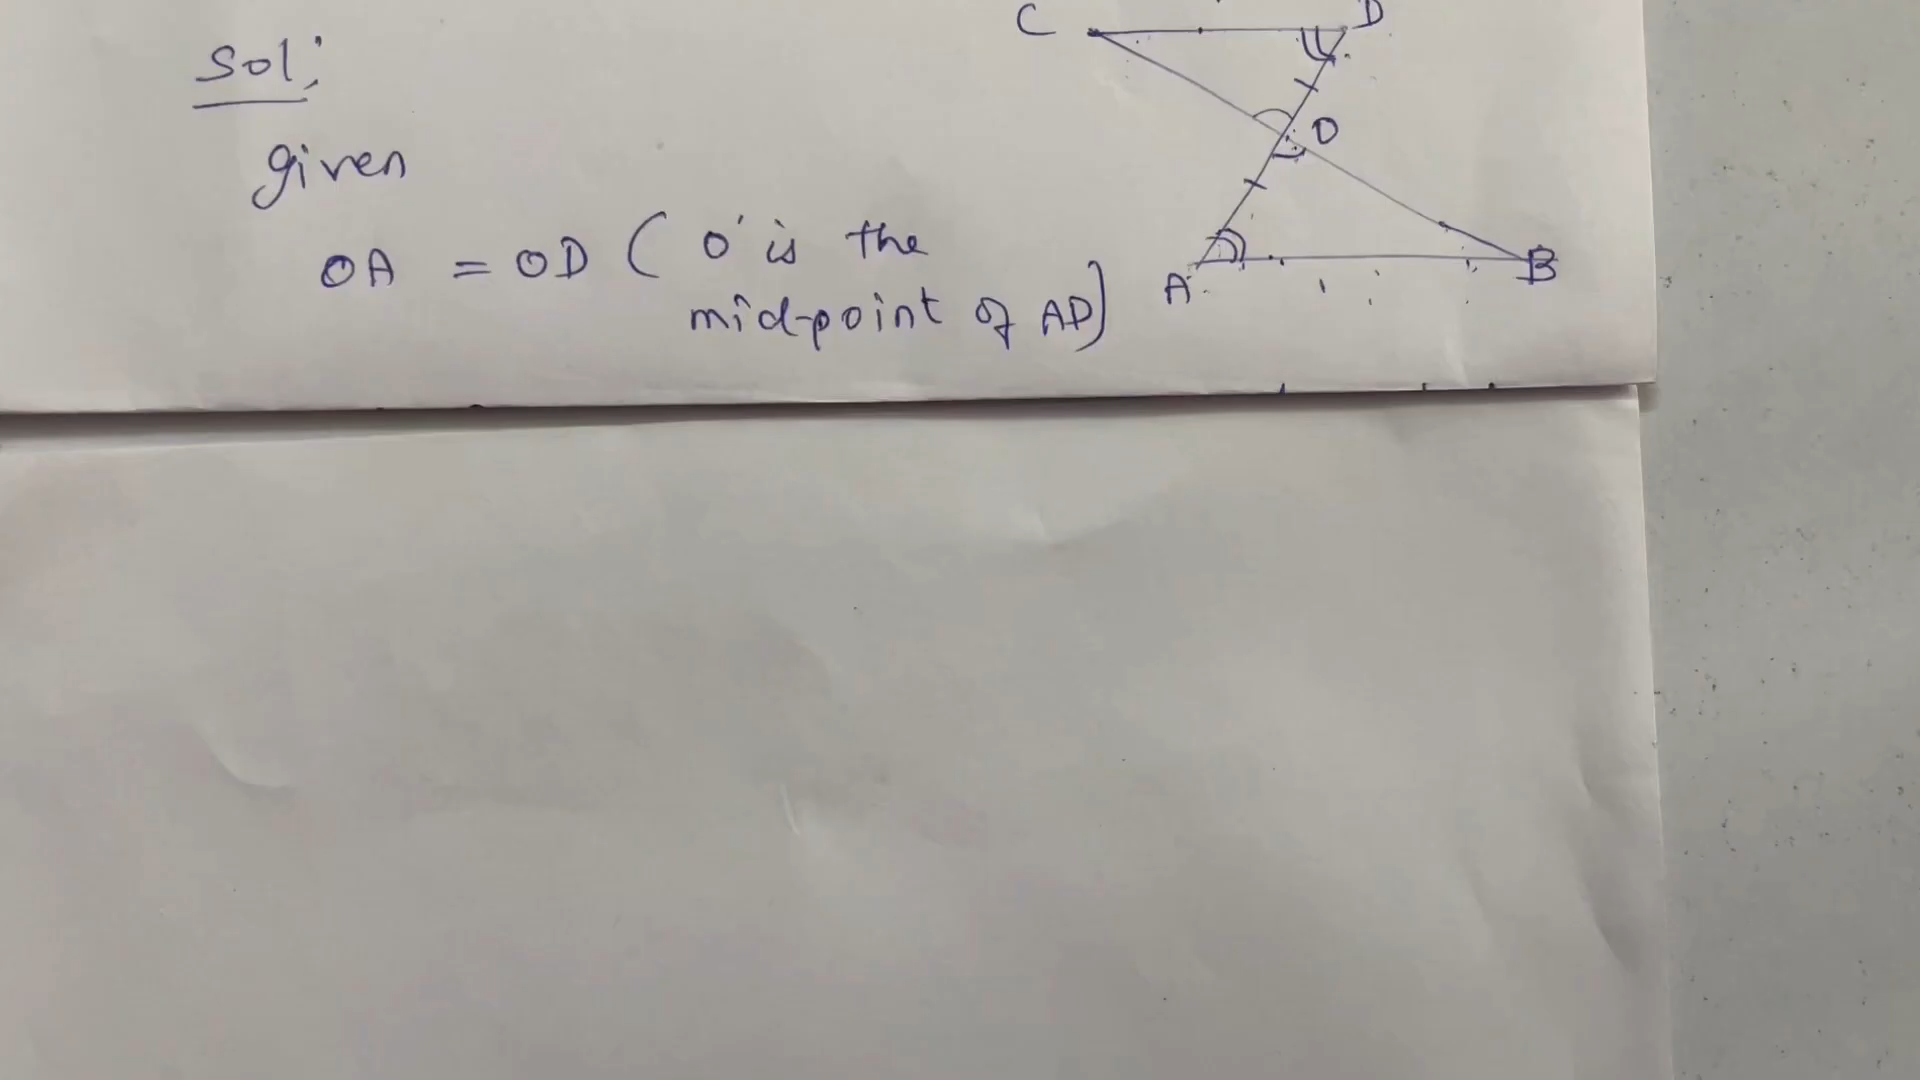 C D
Sol:
O
given
OA = OD ( O' is the
mid-point of AD)
A B